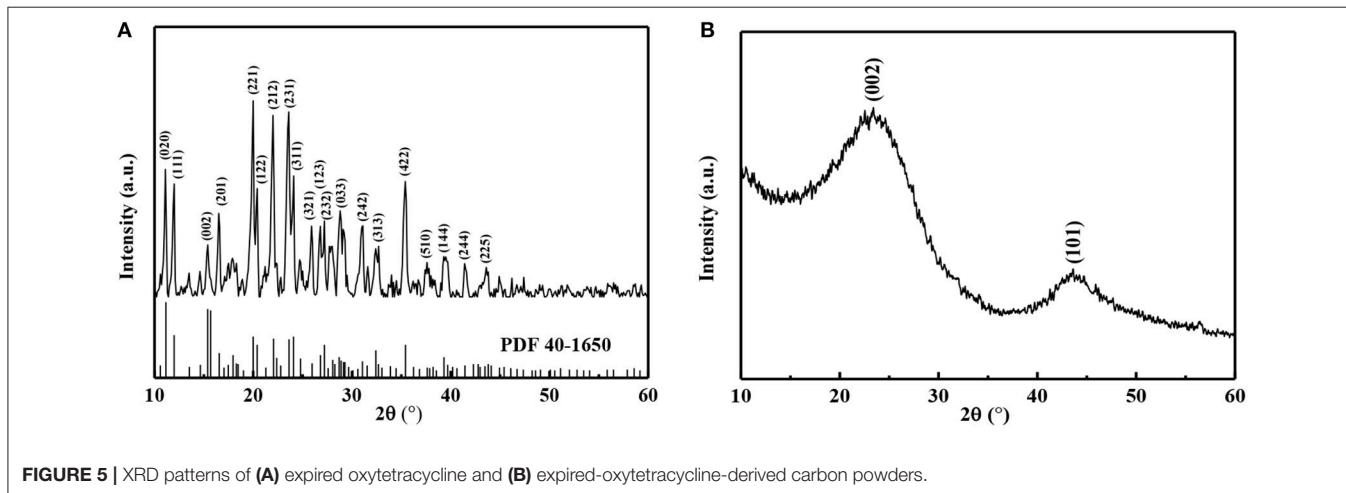 A
Intensity (a.u.)
(020)
(111)
(002)
(201)
(221)
(122)
(212)
(231)
(311)
(321)
(123)
(232)
(033)
(242)
(313)
(422)
(510)
(144)
(244)
(225)
PDF 40-1650
10 20 30 40 50 60
2θ (°)
B
Intensity (a.u.)
(002)
(101)
10 20 30 40 50 60
2θ (°)
FIGURE 5 | XRD patterns of (A) expired oxytetracycline and (B) expired-oxytetracycline-derived carbon powders.